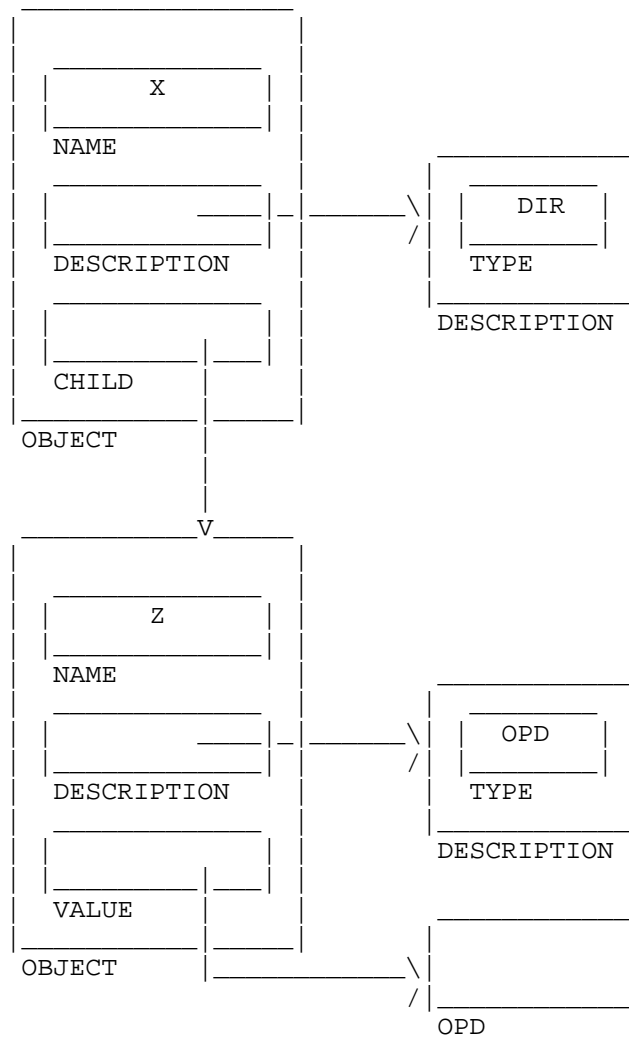 X
NAME
DIR
DESCRIPTION
TYPE
DESCRIPTION
CHILD
OBJECT
V
Z
NAME
OPD
DESCRIPTION
TYPE
DESCRIPTION
VALUE
OBJECT
OPD